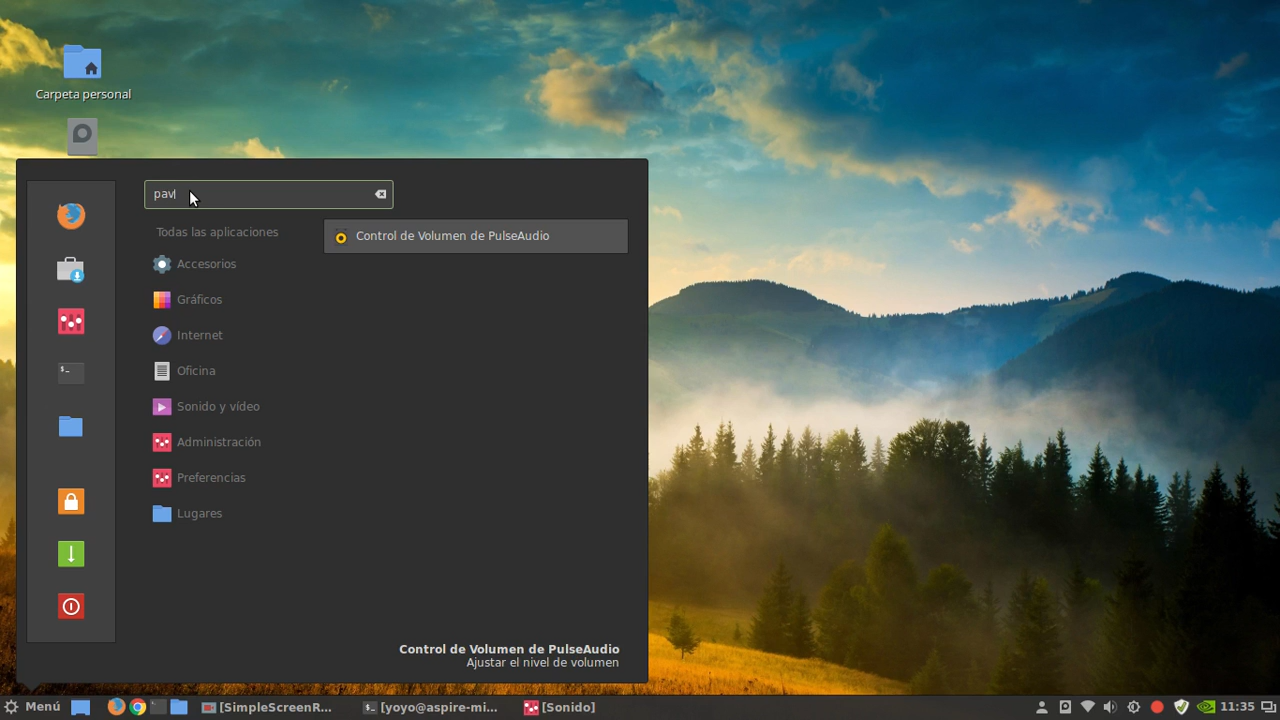 Carpeta personal
pavl
Todas las aplicaciones
Control de Volumen de PulseAudio
Accesorios
Gráficos
Internet
Oficina
Sonido y vídeo
Administración
Preferencias
Lugares
Control de Volumen de PulseAudio
Ajustar el nivel de volumen
Menú
[SimpleScreenR...
[yoyo@aspire-mi...
[Sonido]
11:35